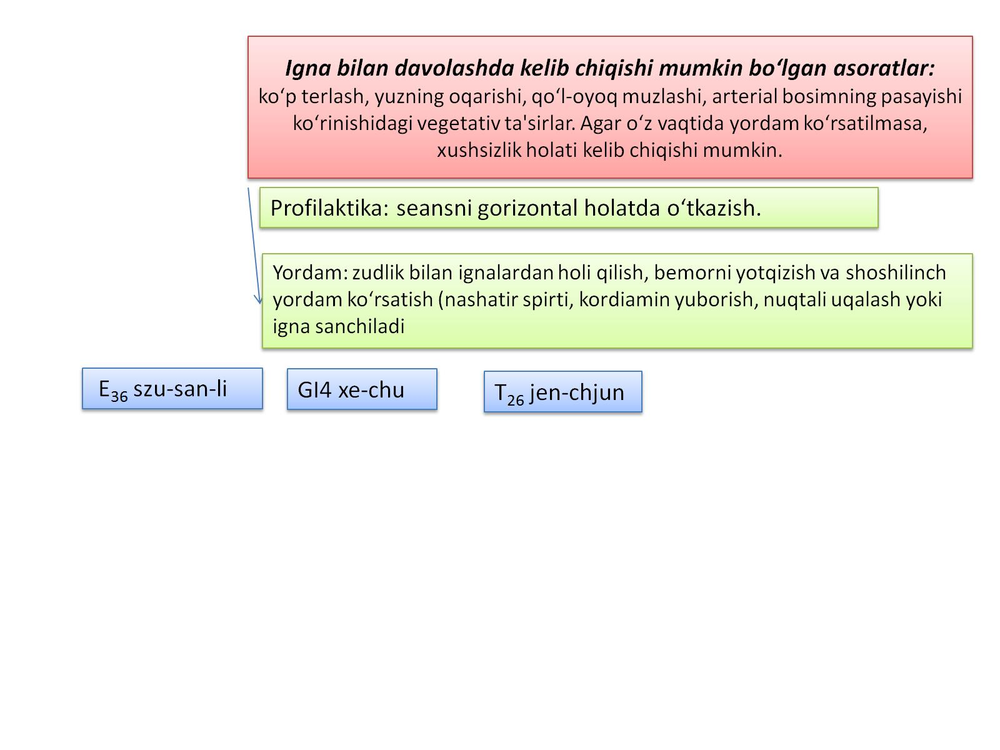 Igna bilan davolashda kelib chiqishi mumkin bo‘lgan asoratlar:
ko‘p terlash, yuzning oqarishi, qo‘l-oyoq muzlashi, arterial bosimning pasayishi
ko‘rinishidagi vegetativ ta'sirlar. Agar o‘z vaqtida yordam ko‘rsatilmasa,
xushsizlik holati kelib chiqishi mumkin.
Profilaktika: seansni gorizontal holatda o‘tkazish.
Yordam: zudlik bilan ignalardan holi qilish, bemorni yotqizish va shoshilinch
yordam ko‘rsatish (nashatir spirti, kordiamin yuborish, nuqtali uqalash yoki
igna sanchiladi
E36 szu-san-li
GI4 xe-chu
T26 jen-chjun